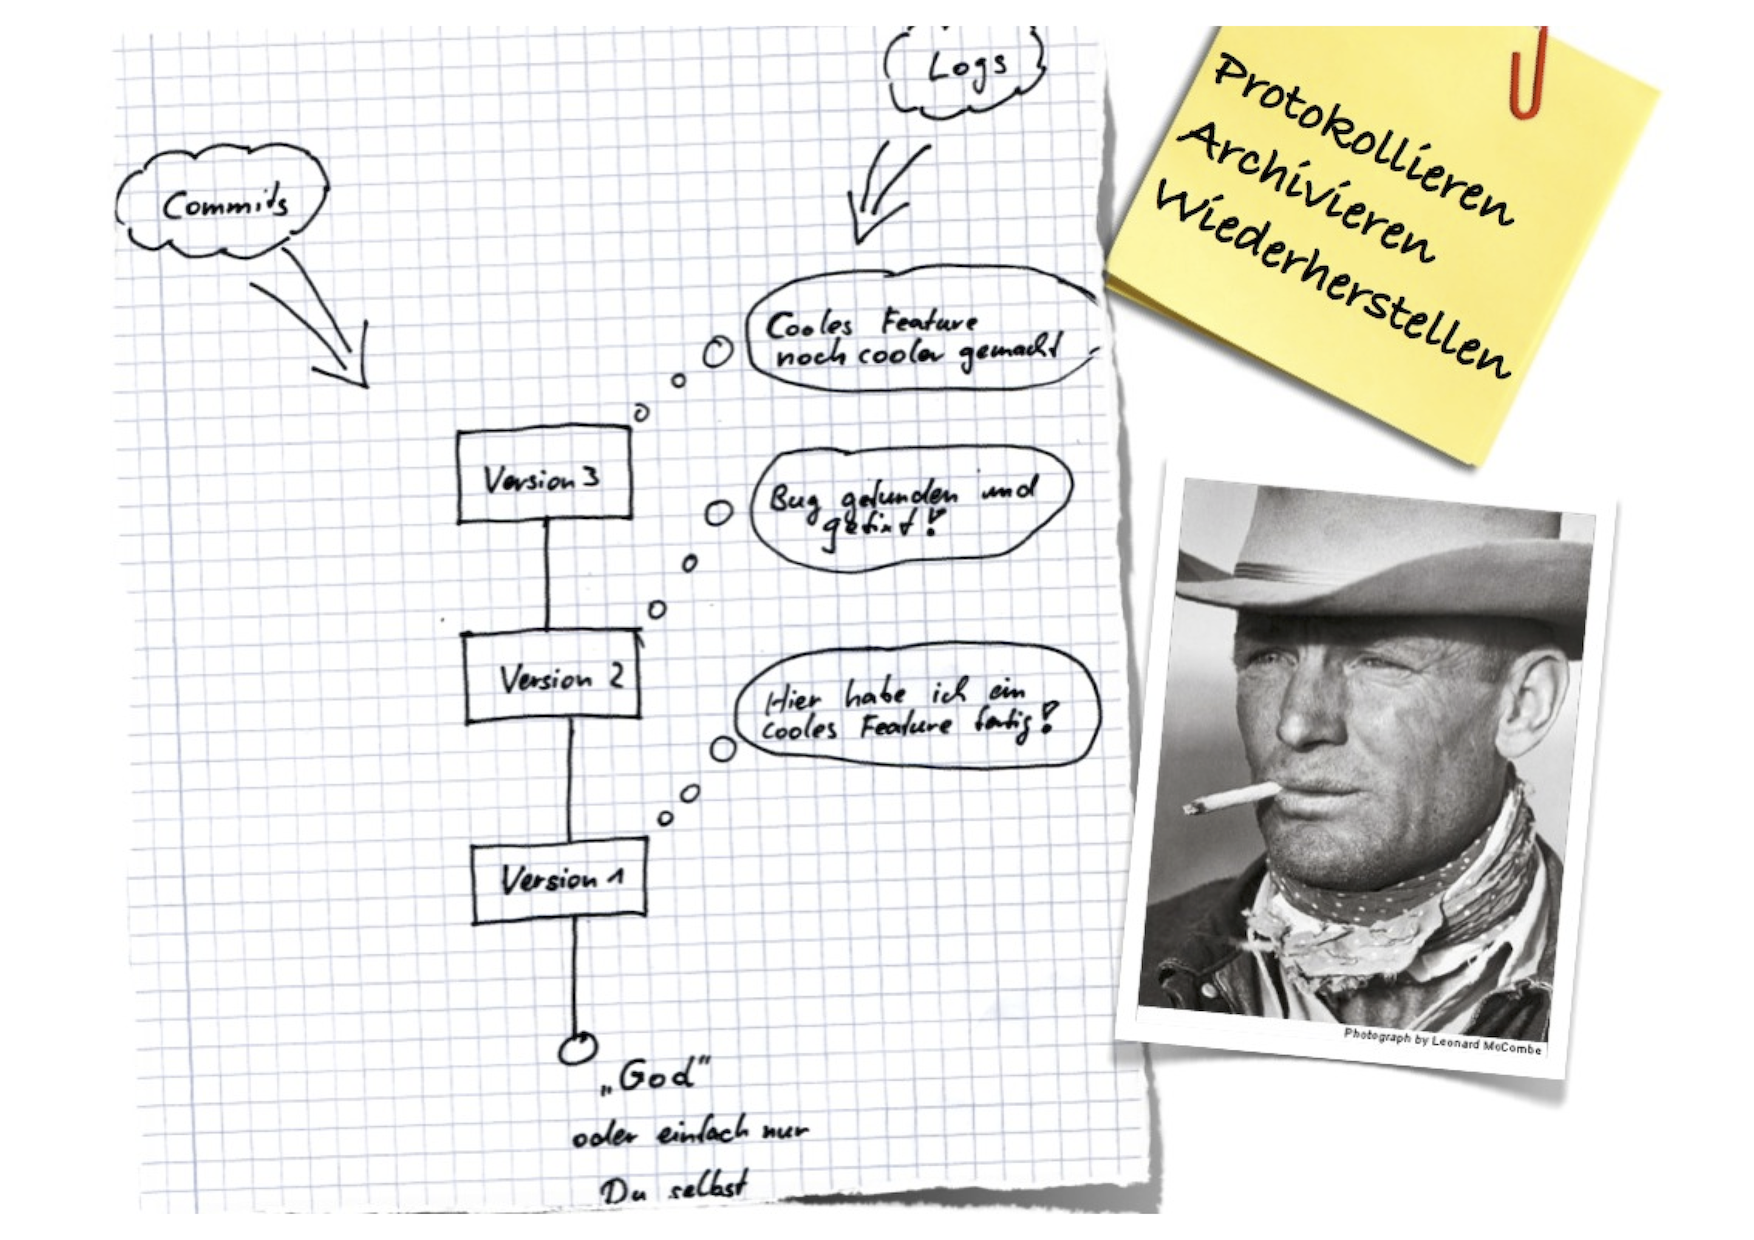 Logs
Commits
Cooles Feature
noch cooler gemacht
Version 3
Bug gefunden und
gefixt!
Version 2
Hier habe ich ein
cooles Feature fertig!
Version 1
„God"
oder einfach nur
Du selbst
Protokollieren
Archivieren
Wiederherstellen
Photograph by Leonard McCombe